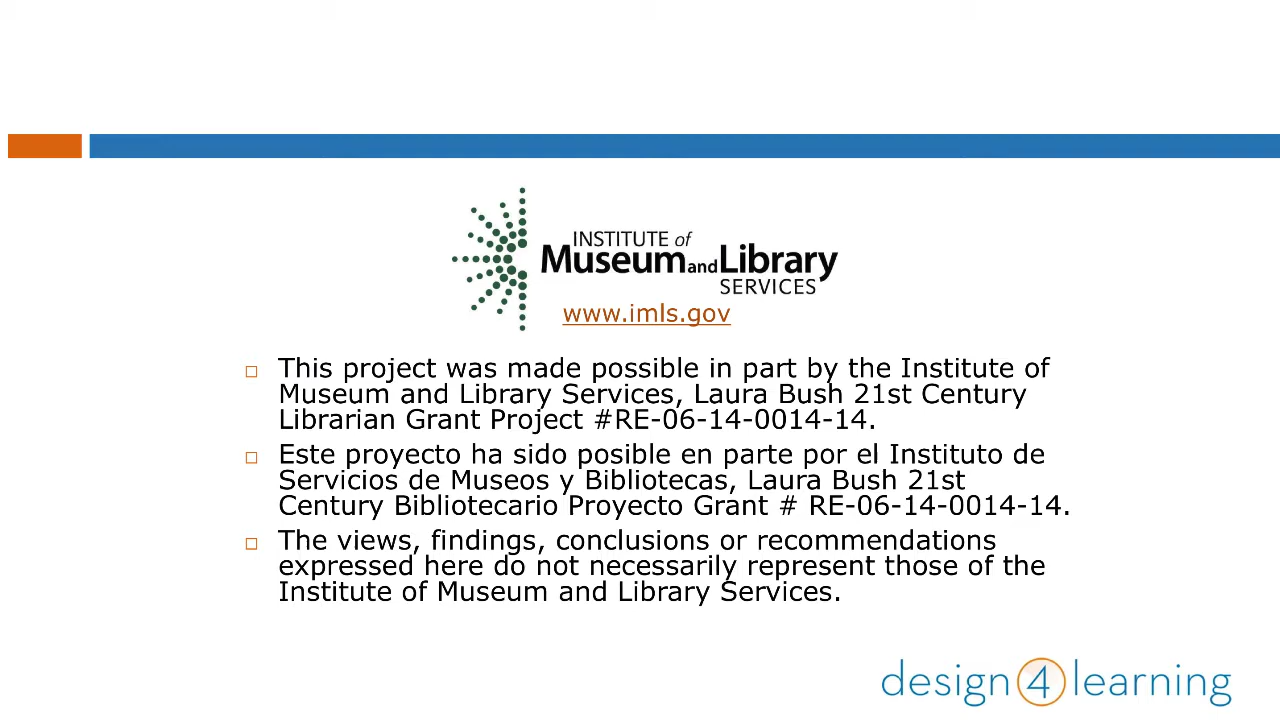 INSTITUTE of
Museum and Library
SERVICES
www.imls.gov
This project was made possible in part by the Institute of
Museum and Library Services, Laura Bush 21st Century
Librarian Grant Project #RE-06-14-0014-14.
Este proyecto ha sido posible en parte por el Instituto de
Servicios de Museos y Bibliotecas, Laura Bush 21st
Century Bibliotecario Proyecto Grant # RE-06-14-0014-14.
The views, findings, conclusions or recommendations
expressed here do not necessarily represent those of the
Institute of Museum and Library Services.
design 4 learning